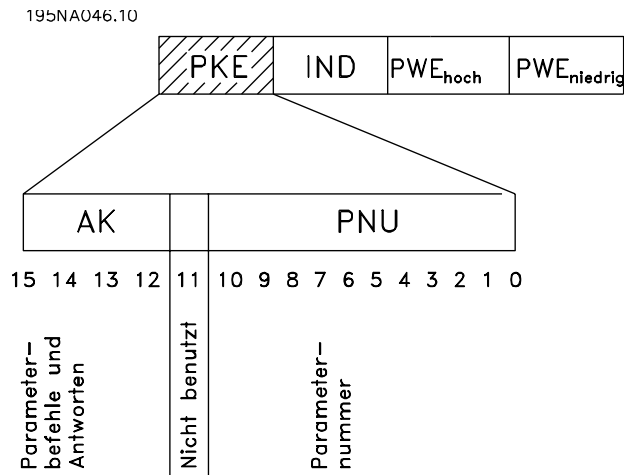 195NA046.10
PKE IND PWEhoch PWEniedrig
AK PNU
15 14 13 12 11 10 9 8 7 6 5 4 3 2 1 0
Parameter-
befehle und
Antworten
Nicht benutzt
Parameter-
nummer